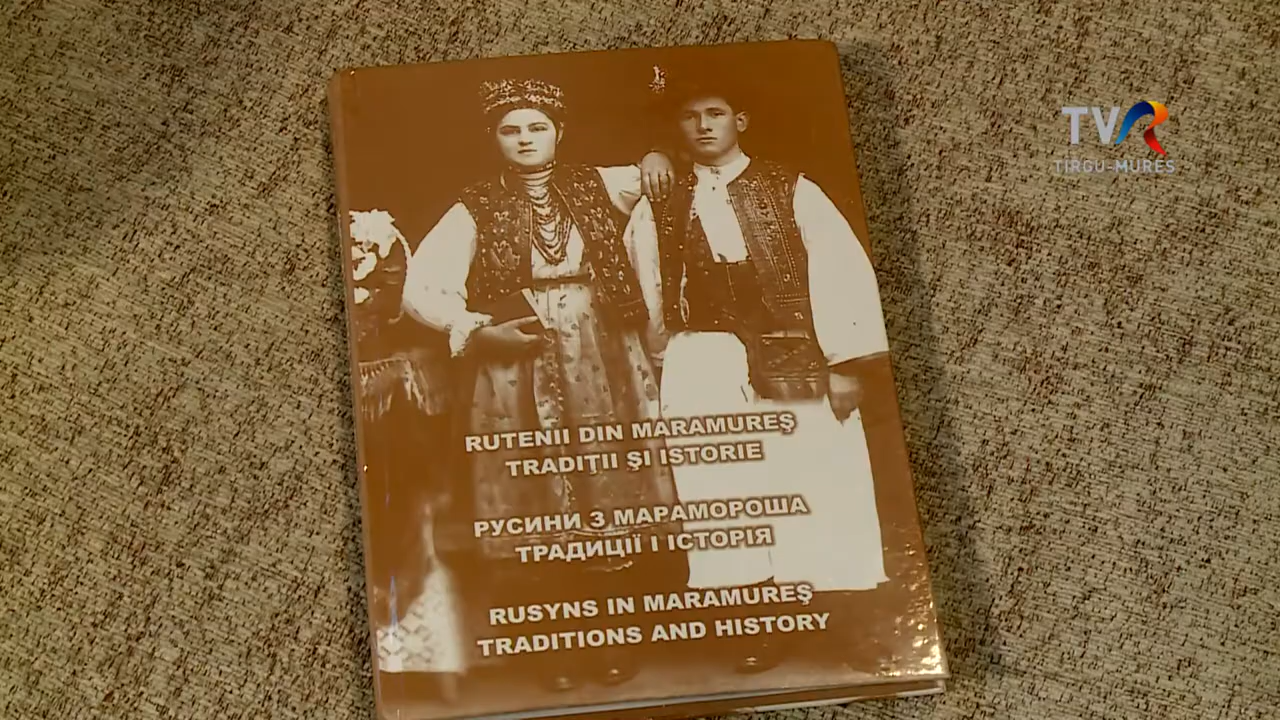 TVR
TIRGU-MURES
RUTENII DIN MARAMUREŞ
TRADIŢII ŞI ISTORIE
РУСИНИ З МАРАМОРОША
ТРАДИЦІЇ І ІСТОРІЯ
RUSYNS IN MARAMUREŞ
TRADITIONS AND HISTORY